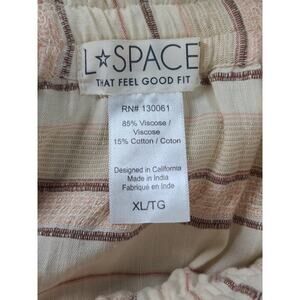 L☆SPACE
THAT FEEL GOOD FIT
RN# 130061
85% Viscose /
Viscose
15% Cotton / Coton
Designed in California
Made in India
Fabriqué en Inde
XL/TG